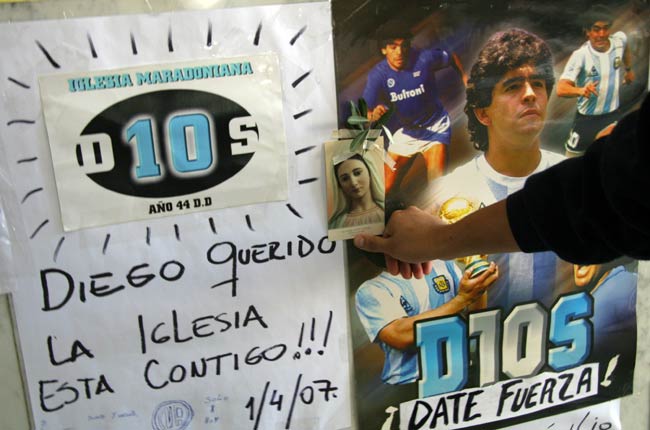 IGLESIA MARADONIANA
D10S
AÑO 44 D.D
DIEGO QUERIDO
LA IGLESIA
ESTA CONTIGO!!!
1/4/07.
Buitoni
D10S
¡DATE FUERZA!